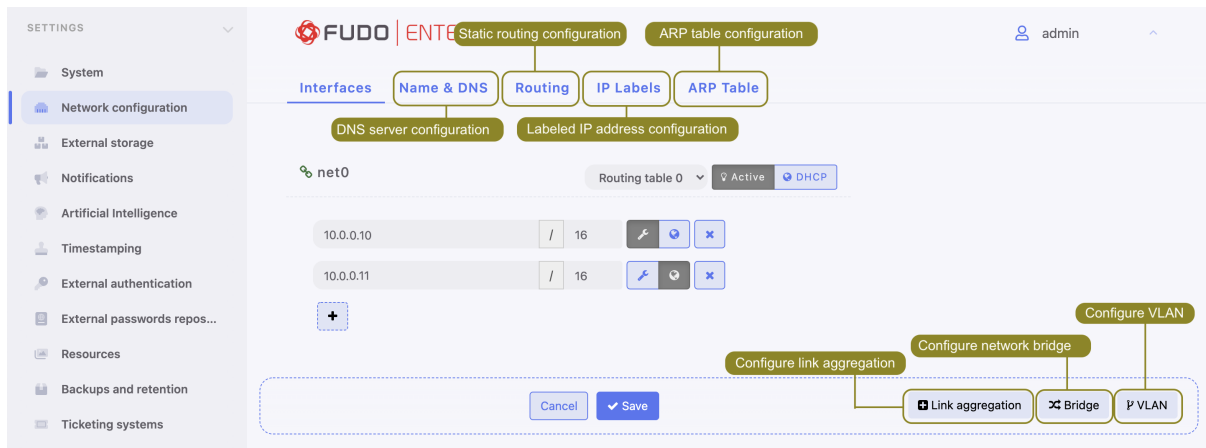 SETTINGS
System
Network configuration
External storage
Notifications
Artificial Intelligence
Timestamping
External authentication
External passwords repos...
Resources
Backups and retention
Ticketing systems
FUDO ENTE
admin
Static routing configuration
ARP table configuration
Interfaces
Name & DNS
Routing
IP Labels
ARP Table
DNS server configuration
Labeled IP address configuration
net0
Routing table 0
Active
DHCP
10.0.0.10 / 16
10.0.0.11 / 16
+
Configure VLAN
Configure network bridge
Configure link aggregation
Cancel
Save
Link aggregation
Bridge
VLAN